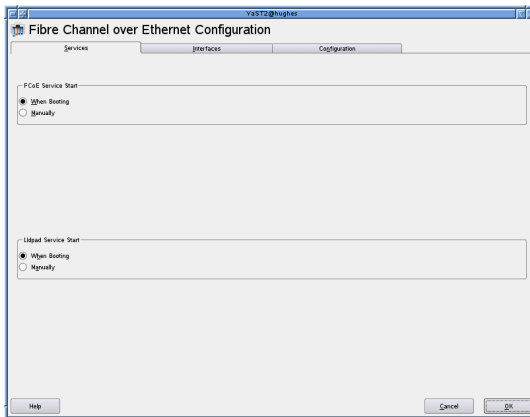 YaST2@hughes
Fibre Channel over Ethernet Configuration
Services Interfaces Configuration
FCoE Service Start
When Booting
Manually
Lldpad Service Start
When Booting
Manually
Help Cancel OK